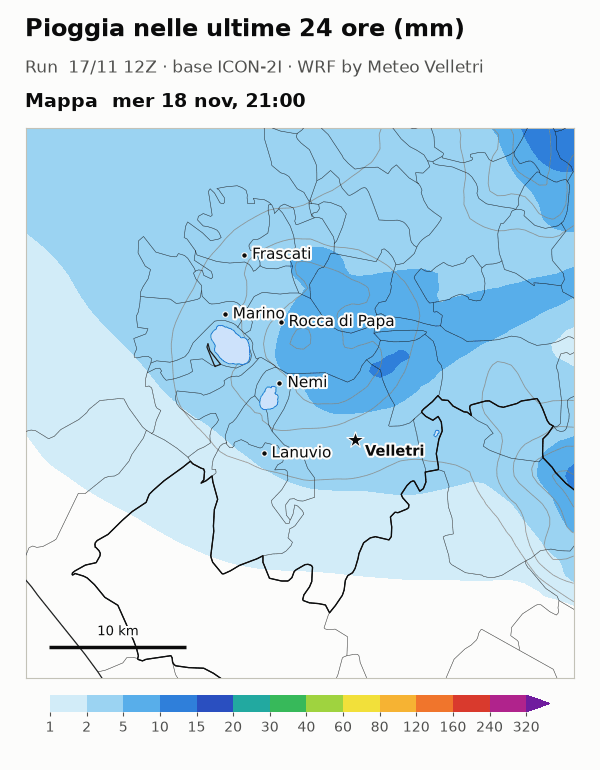 Pioggia nelle ultime 24 ore (mm)
Run  17/11 12Z · base ICON-2I · WRF by Meteo Velletri
Mappa  mer 18 nov, 21:00
Frascati
Marino
Rocca di Papa
Nemi
Velletri
Lanuvio
10 km
1 2 5 10 15 20 30 40 60 80 120 160 240 320